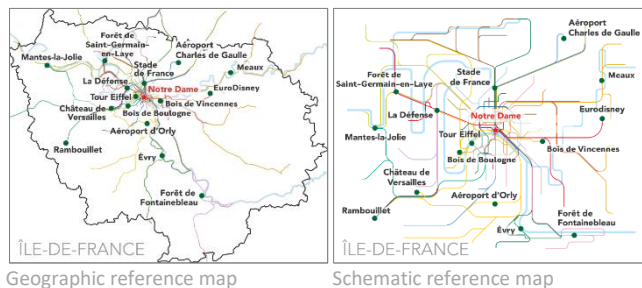 Forêt de
Saint-Germain-
en-Laye
Aéroport
Charles de Gaulle
Mantes-la-Jolie
Stade
de France
Meaux
La Défense
Notre Dame
EuroDisney
Tour Eiffel
Bois de Vincennes
Château de
Versailles
Bois de Boulogne
Aéroport d'Orly
Rambouillet
Évry
Forêt de
Fontainebleau
ÎLE-DE-FRANCE
Geographic reference map
Aéroport
Charles de Gaulle
Stade
de France
Forêt de
Saint-Germain-en-Laye
Meaux
La Défense
Notre Dame
Eurodisney
Mantes-la-Jolie
Tour Eiffel
Bois de Vincennes
Bois de Boulogne
Château de
Versailles
Aéroport d'Orly
Rambouillet
Forêt de
Fontainebleau
Évry
ÎLE-DE-FRANCE
Schematic reference map